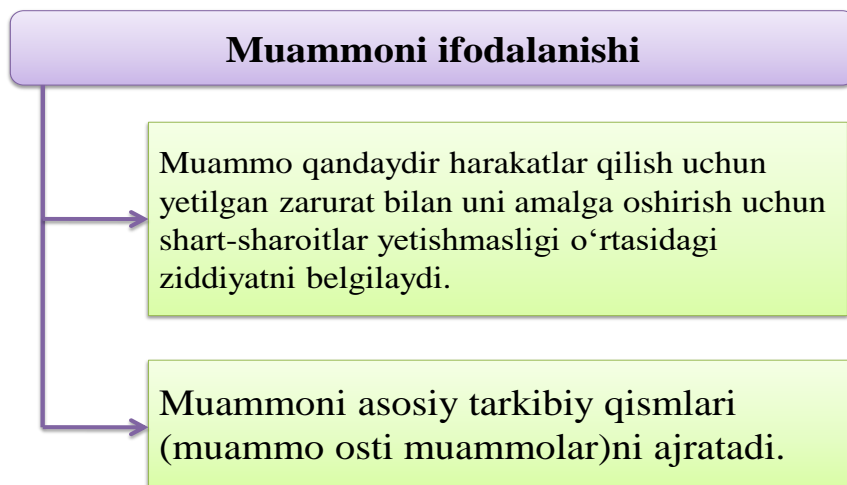 Muammoni ifodalanishi
Muammo qandaydir harakatlar qilish uchun
yetilgan zarurat bilan uni amalga oshirish uchun
shart-sharoitlar yetishmasligi o‘rtasidagi
ziddiyatni belgilaydi.
Muammoni asosiy tarkibiy qismlari
(muammo osti muammolar)ni ajratadi.